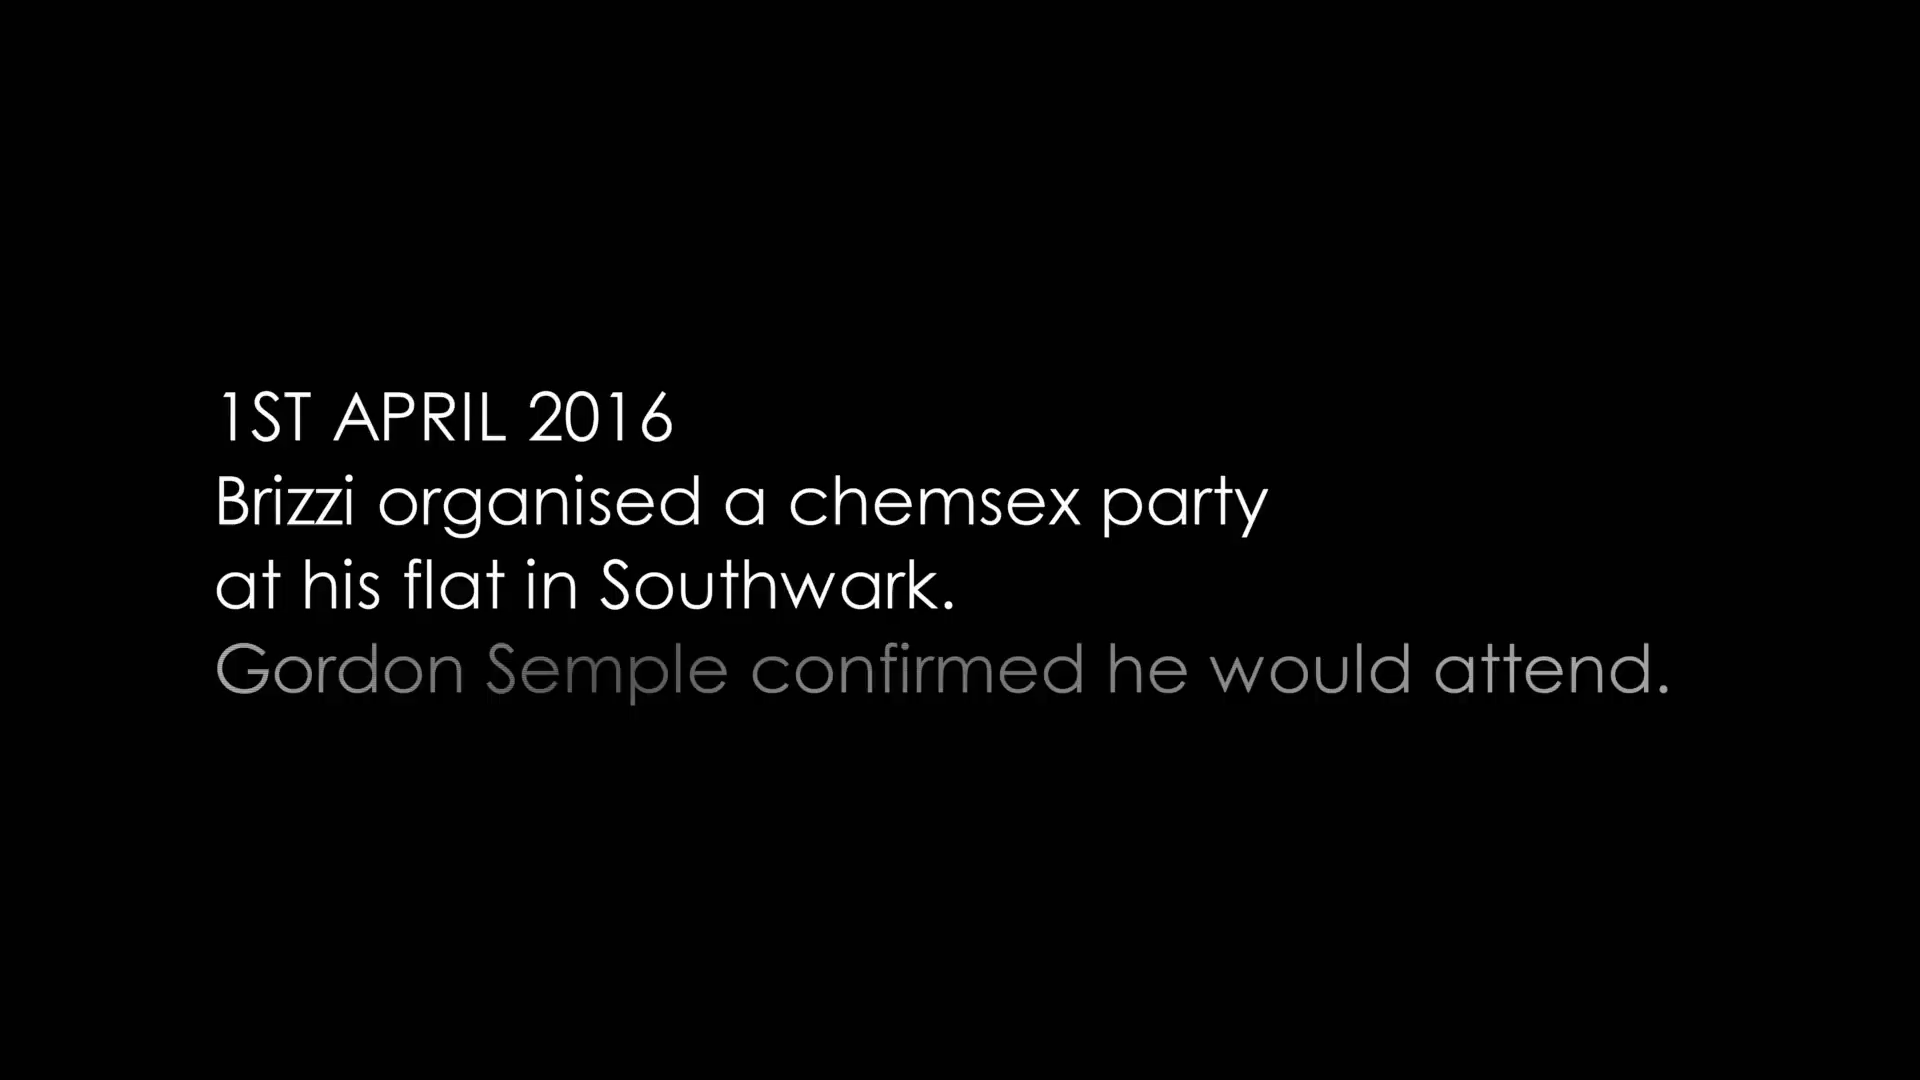 1ST APRIL 2016
Brizzi organised a chemsex party
at his flat in Southwark.
Gordon Semple confirmed he would attend.